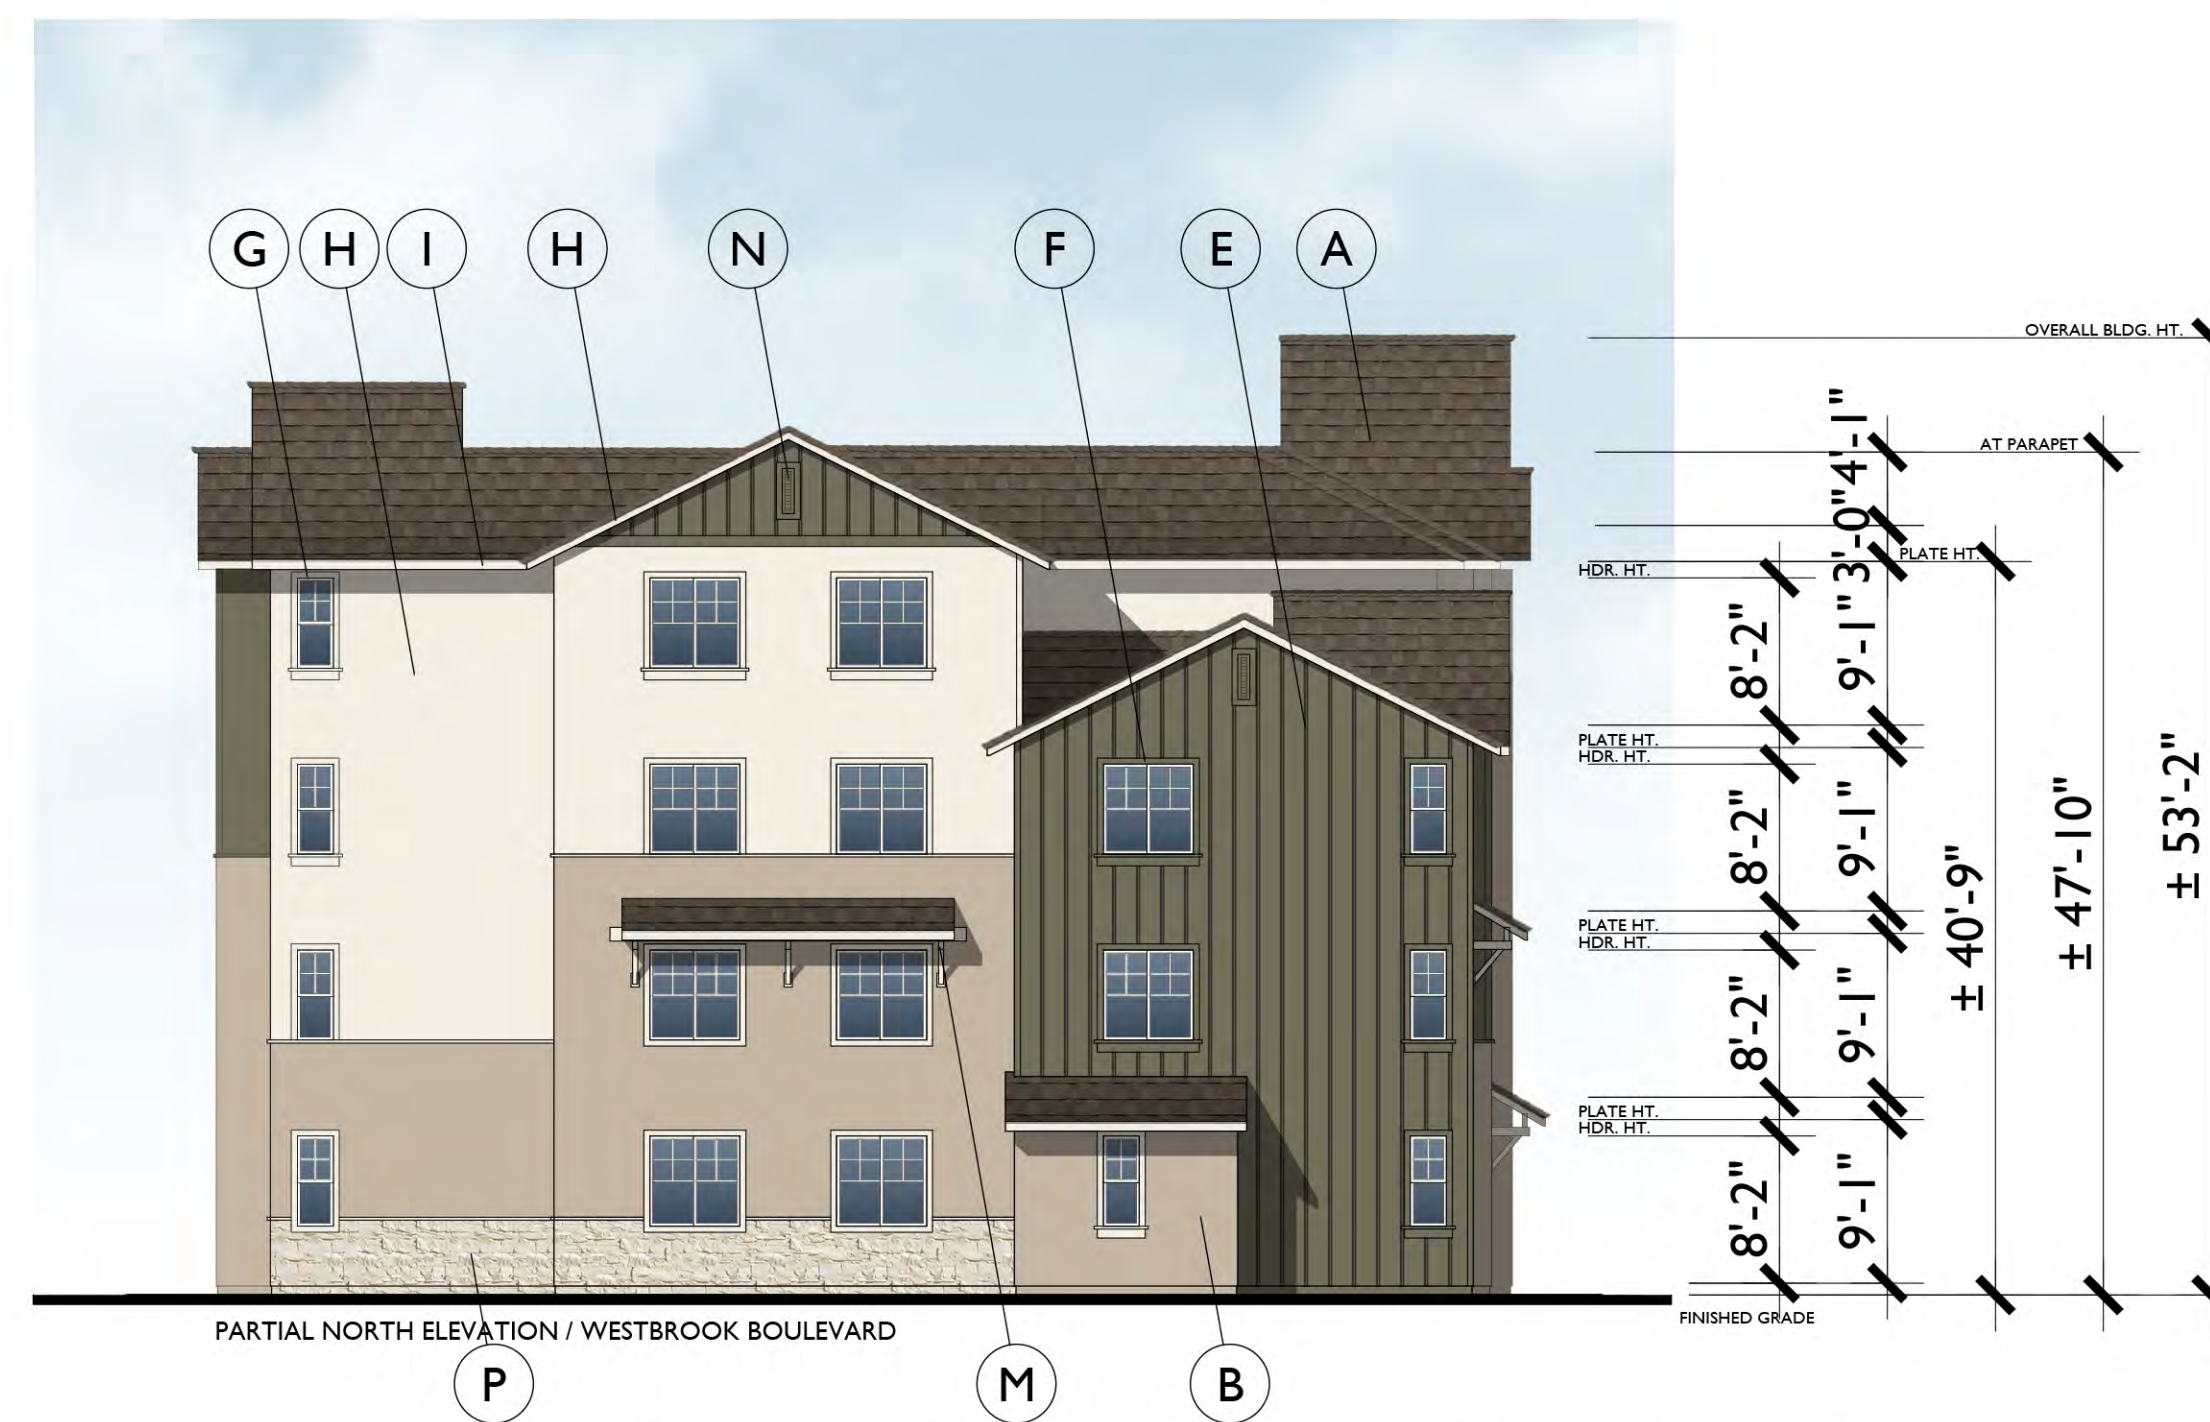 G
H
I
H
N
F
E
A
OVERALL BLDG. HT.
AT PARAPET
PLATE HT.
HDR. HT.
PLATE HT.
HDR. HT.
PLATE HT.
HDR. HT.
PLATE HT.
HDR. HT.
FINISHED GRADE
8'-2"
8'-2"
8'-2"
8'-2"
4'-1"
3'-0"
9'-1"
9'-1"
9'-1"
9'-1"
± 40'-9"
± 47'-10"
± 53'-2"
PARTIAL NORTH ELEVATION / WESTBROOK BOULEVARD
P
M
B